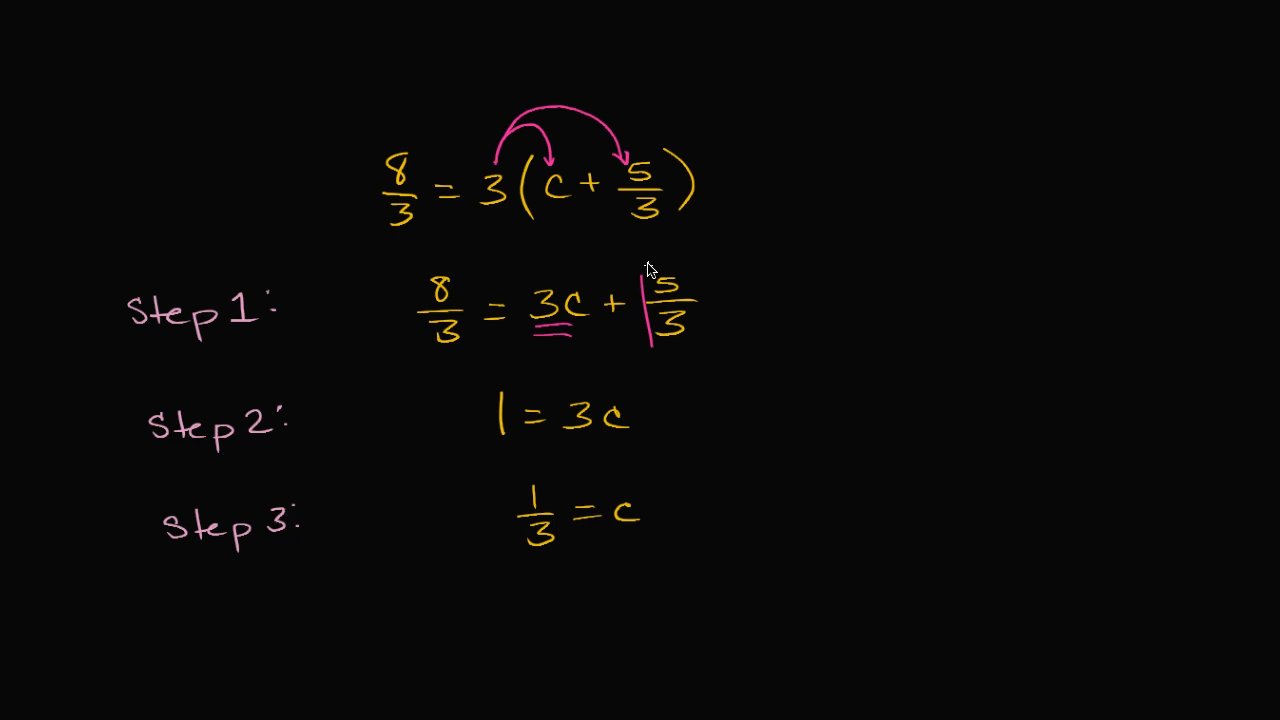 8/3 = 3(c + 5/3)
Step 1: 8/3 = 3c + 5/3
Step 2: 1 = 3c
Step 3: 1/3 = c